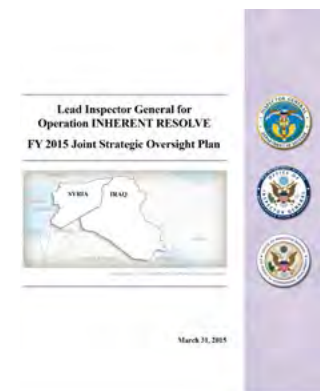 Lead Inspector General for
Operation INHERENT RESOLVE
FY 2015 Joint Strategic Oversight Plan
SYRIA
IRAQ
March 31, 2015